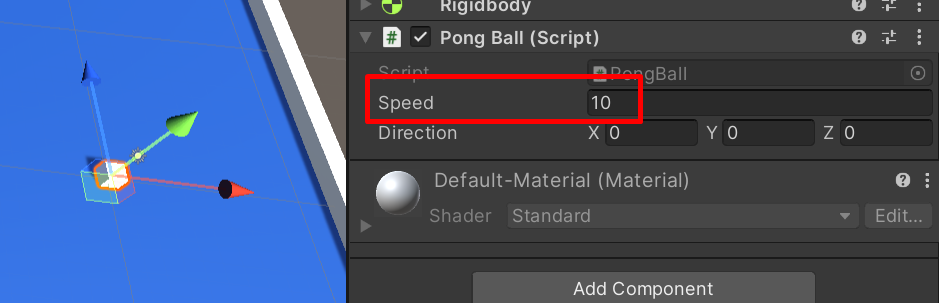 Rigidbody
Pong Ball (Script)
Script PongBall
Speed 10
Direction X 0 Y 0 Z 0
Default-Material (Material)
Shader Standard Edit...
Add Component